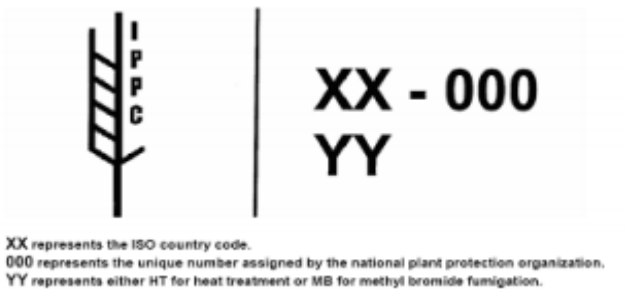 IPPC
XX - 000
YY
XX represents the ISO country code.
000 represents the unique number assigned by the national plant protection organization.
YY represents either HT for heat treatment or MB for methyl bromide fumigation.